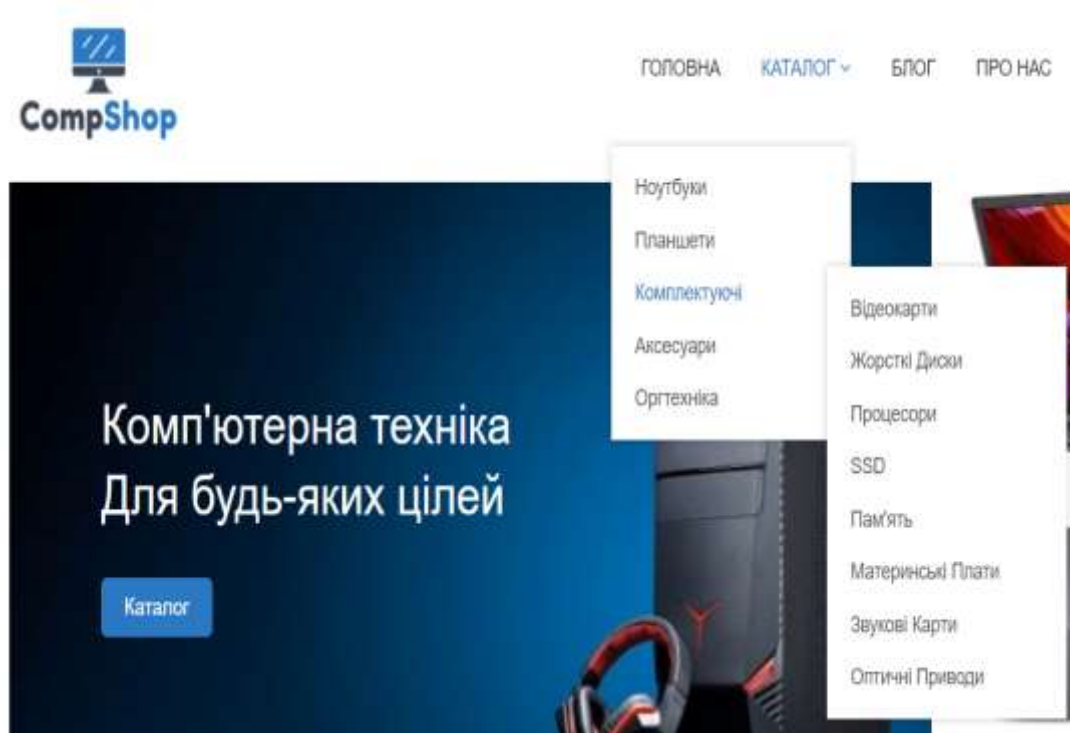 CompShop
ГОЛОВНА КАТАЛОГ БЛОГ ПРО НАС
Ноутбуки
Планшети
Комплектуючі
Аксесуари
Оргтехніка
Відеокарти
Жорсткі Диски
Процесори
SSD
Пам'ять
Материнські Плати
Звукові Карти
Оптичні Приводи
Комп'ютерна техніка
Для будь-яких цілей
Каталог